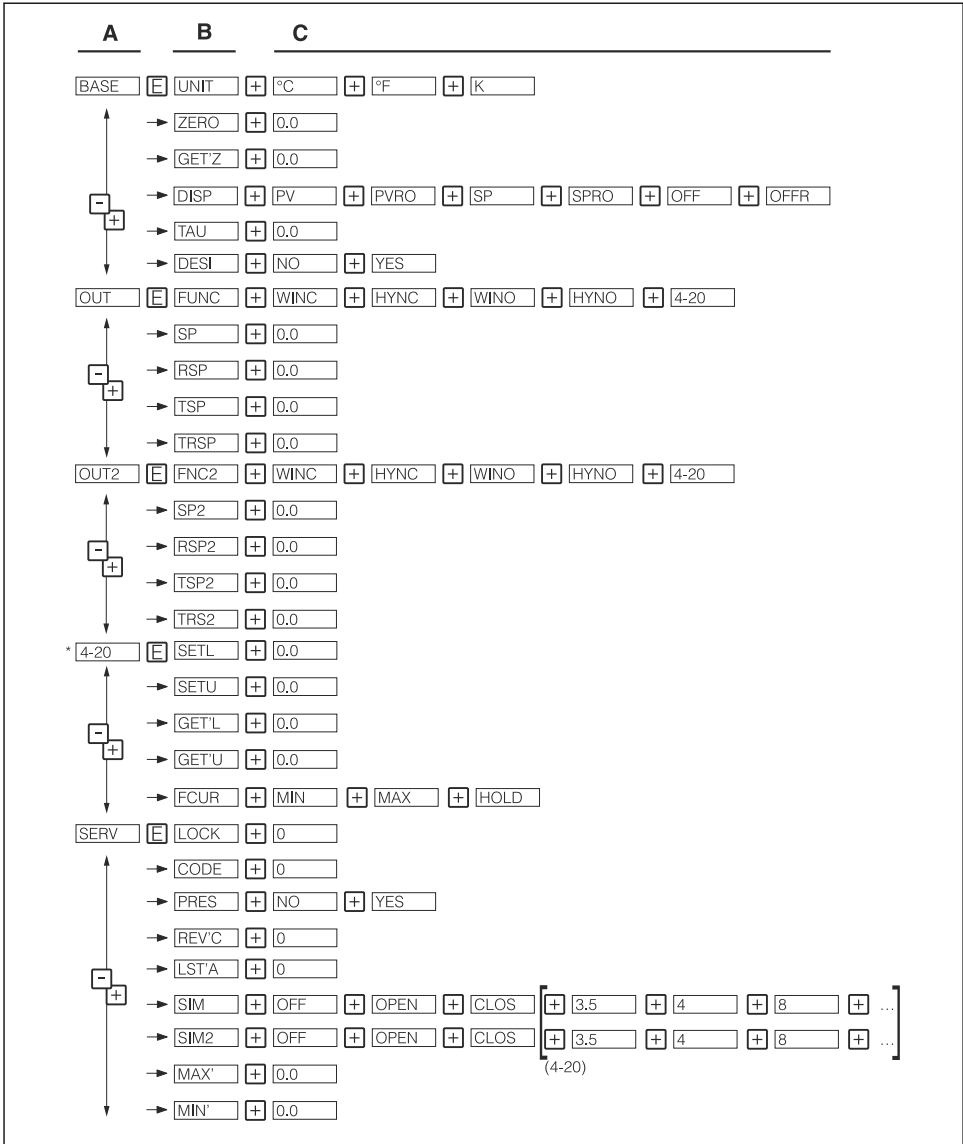 A B C
BASE E UNIT + °C + °F + K
ZERO + 0.0
GET'Z + 0.0
DISP + PV + PVRO + SP + SPRO + OFF + OFFR
- +
TAU + 0.0
DESI + NO + YES
OUT E FUNC + WINC + HYNC + WINO + HYNO + 4-20
SP + 0.0
- +
RSP + 0.0
TSP + 0.0
TRSP + 0.0
OUT2 E FNC2 + WINC + HYNC + WINO + HYNO + 4-20
SP2 + 0.0
- +
RSP2 + 0.0
TSP2 + 0.0
TRS2 + 0.0
* 4-20 E SETL + 0.0
SETU + 0.0
- +
GET'L + 0.0
GET'U + 0.0
FCUR + MIN + MAX + HOLD
SERV E LOCK + 0
CODE + 0
PRES + NO + YES
REV'C + 0
LST'A + 0
- +
SIM + OFF + OPEN + CLOS [ + 3.5 + 4 + 8 + ... ]
SIM2 + OFF + OPEN + CLOS [ + 3.5 + 4 + 8 + ... ]
(4-20)
MAX' + 0.0
MIN' + 0.0